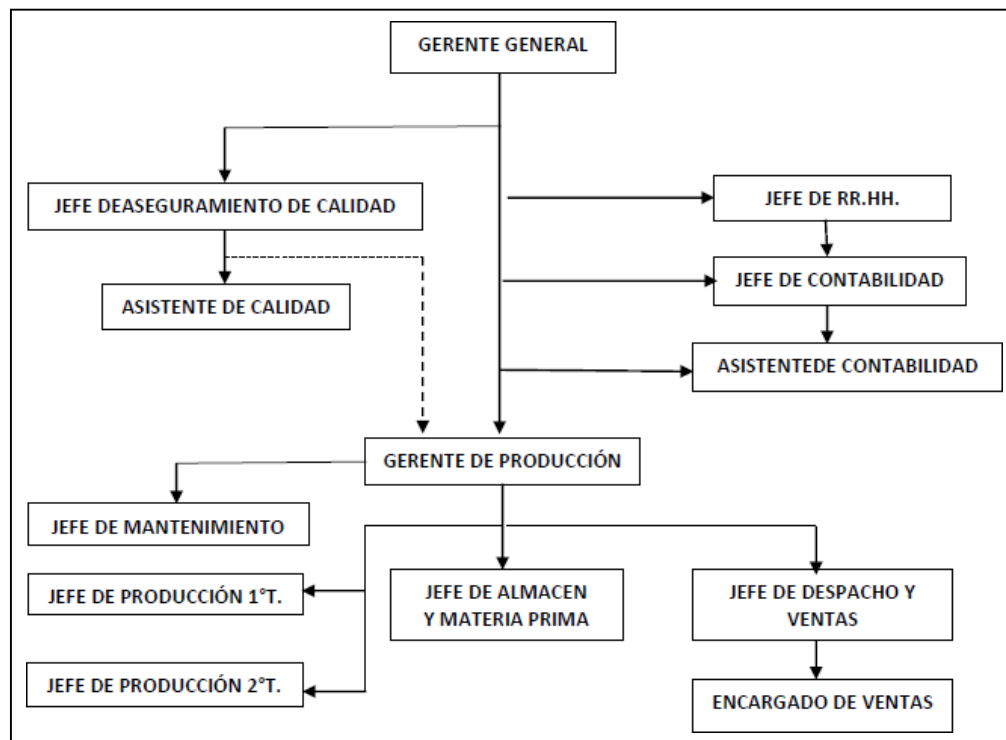 GERENTE GENERAL
JEFE DEASEGURAMIENTO DE CALIDAD
JEFE DE RR.HH.
JEFE DE CONTABILIDAD
ASISTENTE DE CALIDAD
ASISTENTEDE CONTABILIDAD
GERENTE DE PRODUCCIÓN
JEFE DE MANTENIMIENTO
JEFE DE PRODUCCIÓN 1°T.
JEFE DE ALMACEN
Y MATERIA PRIMA
JEFE DE DESPACHO Y
VENTAS
JEFE DE PRODUCCIÓN 2°T.
ENCARGADO DE VENTAS